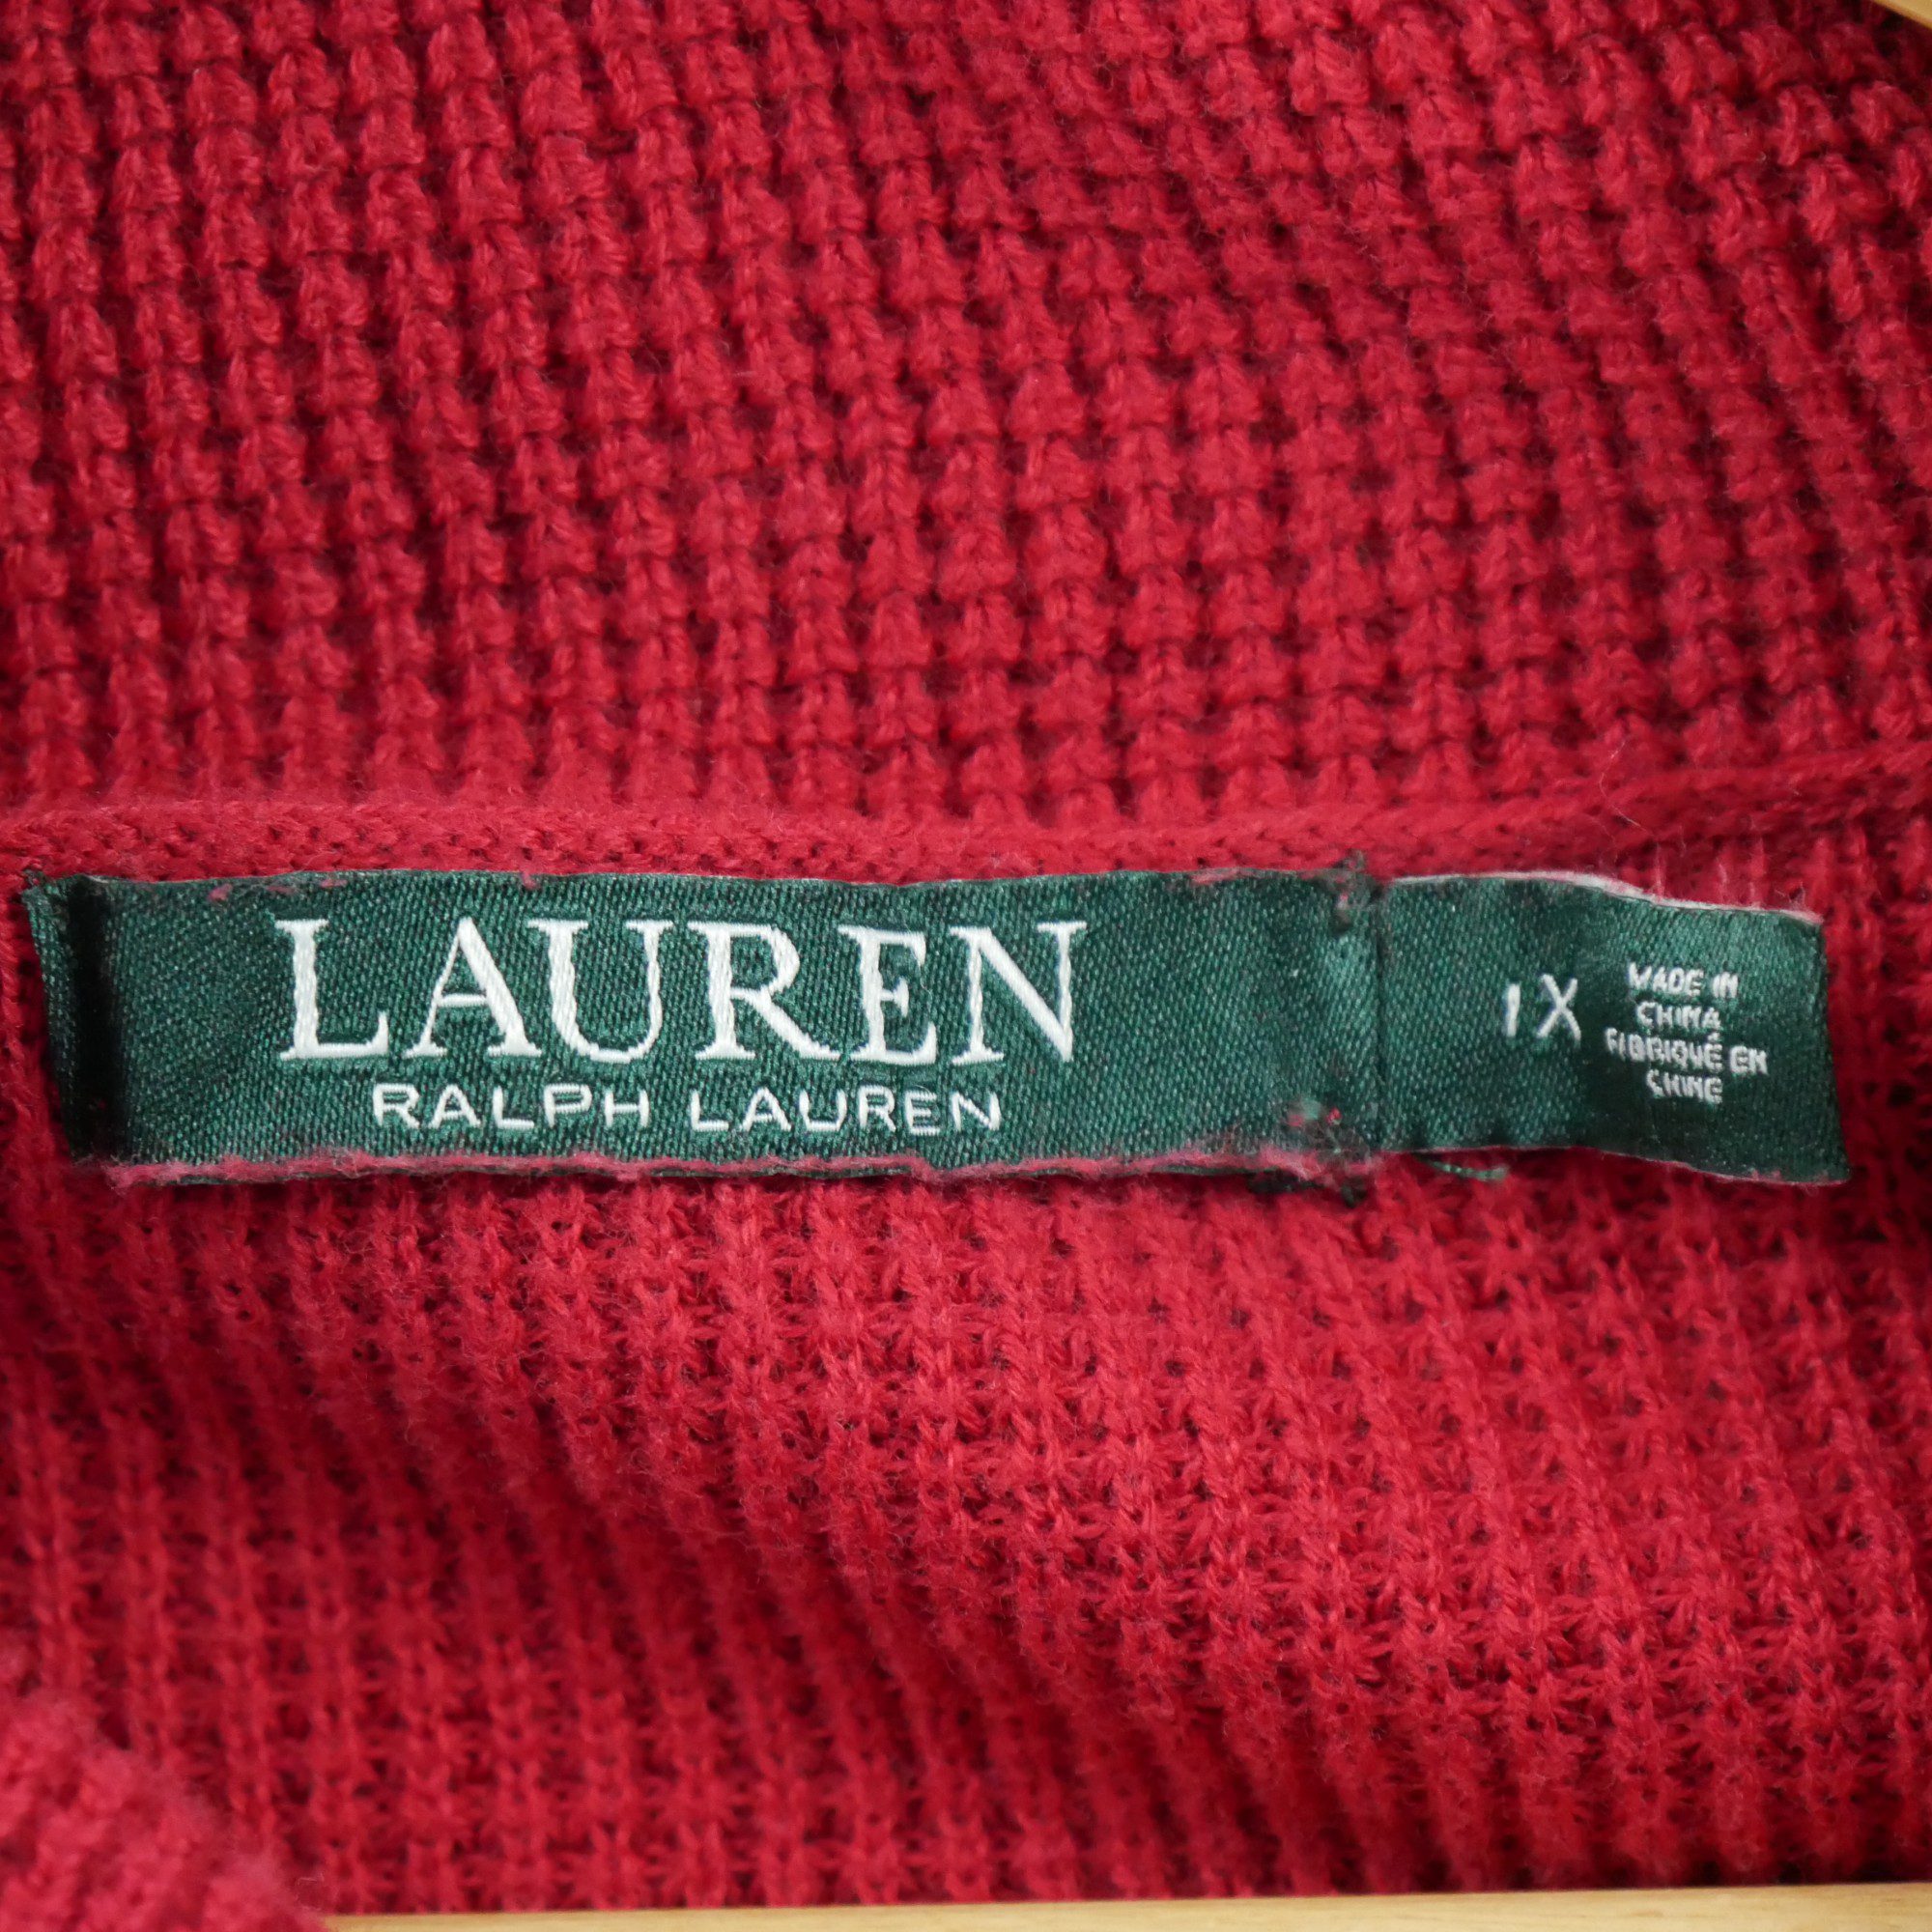 LAUREN
RALPH LAUREN
1X
MADE IN
CHINA
FABRIQUÉ EN
CHINE